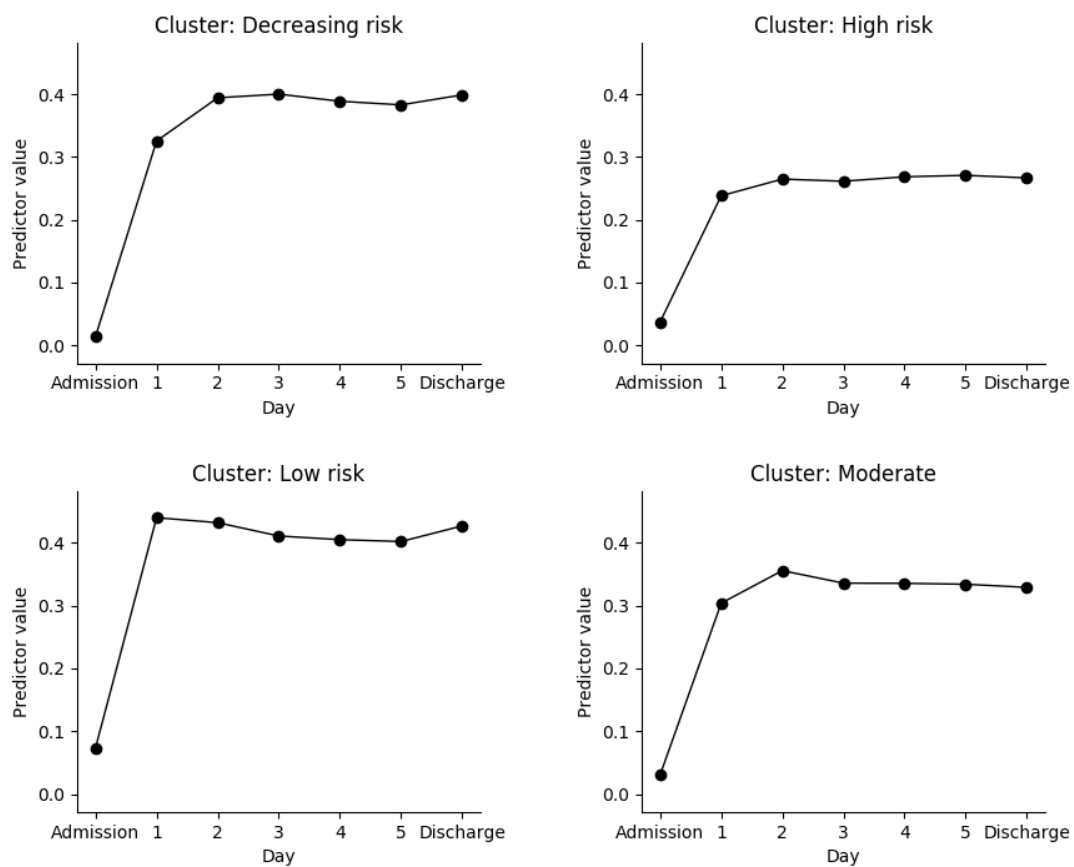 Cluster: Decreasing risk
Predictor value
0.4
0.3
0.2
0.1
0.0
Admission 1 2 3 4 5 Discharge
Day
Cluster: High risk
Predictor value
0.4
0.3
0.2
0.1
0.0
Admission 1 2 3 4 5 Discharge
Day
Cluster: Low risk
Predictor value
0.4
0.3
0.2
0.1
0.0
Admission 1 2 3 4 5 Discharge
Day
Cluster: Moderate
Predictor value
0.4
0.3
0.2
0.1
0.0
Admission 1 2 3 4 5 Discharge
Day